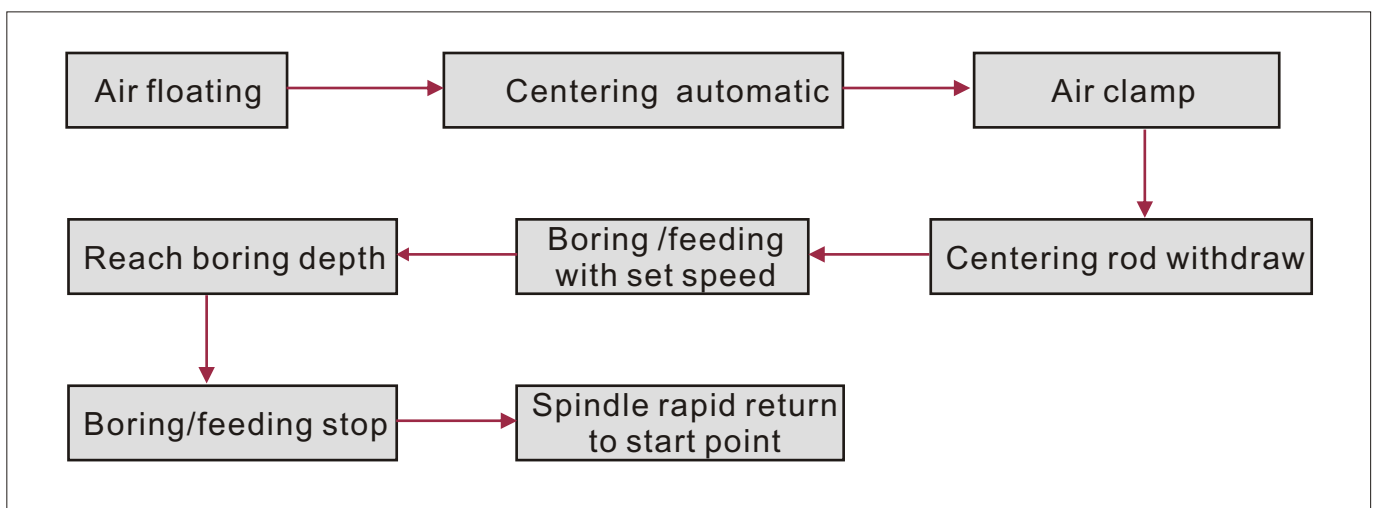 Air floating
Centering automatic
Air clamp
Centering rod withdraw
Boring /feeding
with set speed
Reach boring depth
Boring/feeding stop
Spindle rapid return
to start point